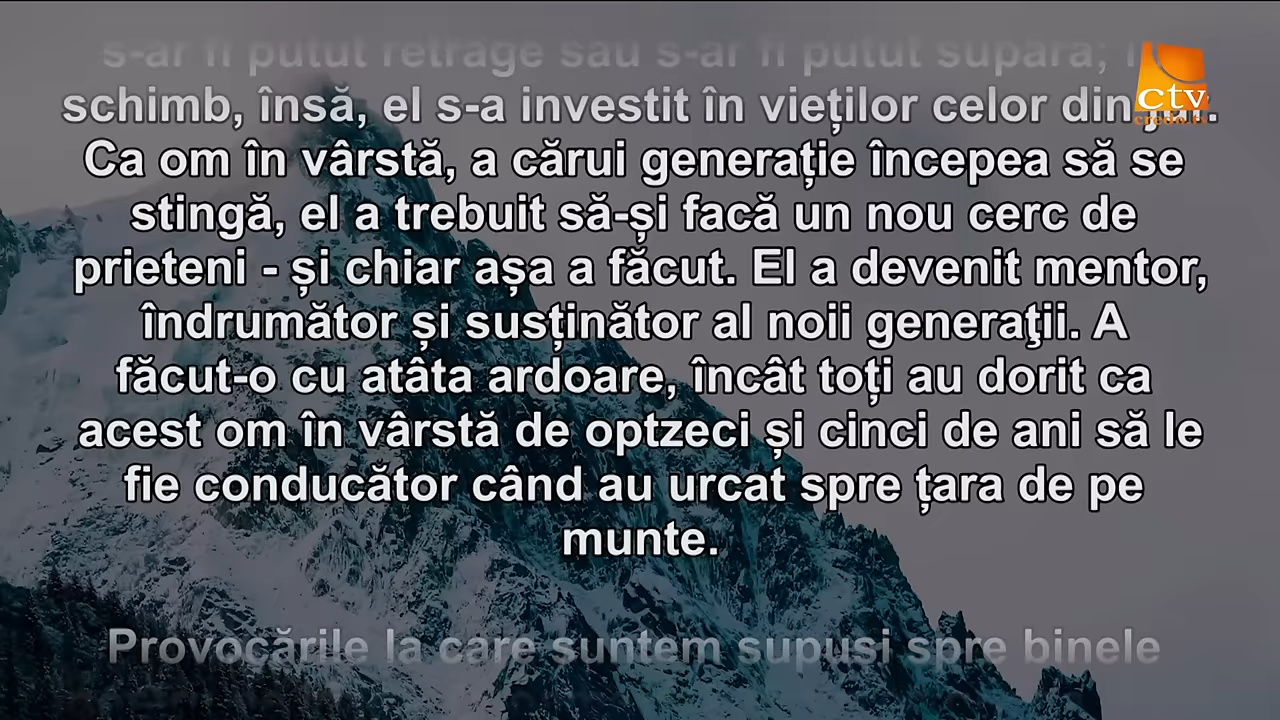 s-ar fi putut retrage sau s-ar fi putut supăra; în
schimb, însă, el s-a investit în vieților celor din jur.
Ca om în vârstă, a cărui generație începea să se
stingă, el a trebuit să-și facă un nou cerc de
prieteni - și chiar așa a făcut. El a devenit mentor,
îndrumător și susținător al noii generaţii. A
făcut-o cu atâta ardoare, încât toți au dorit ca
acest om în vârstă de optzeci și cinci de ani să le
fie conducător când au urcat spre țara de pe
munte.
Provocările la care suntem supuși spre binele
ctv
credo.tv